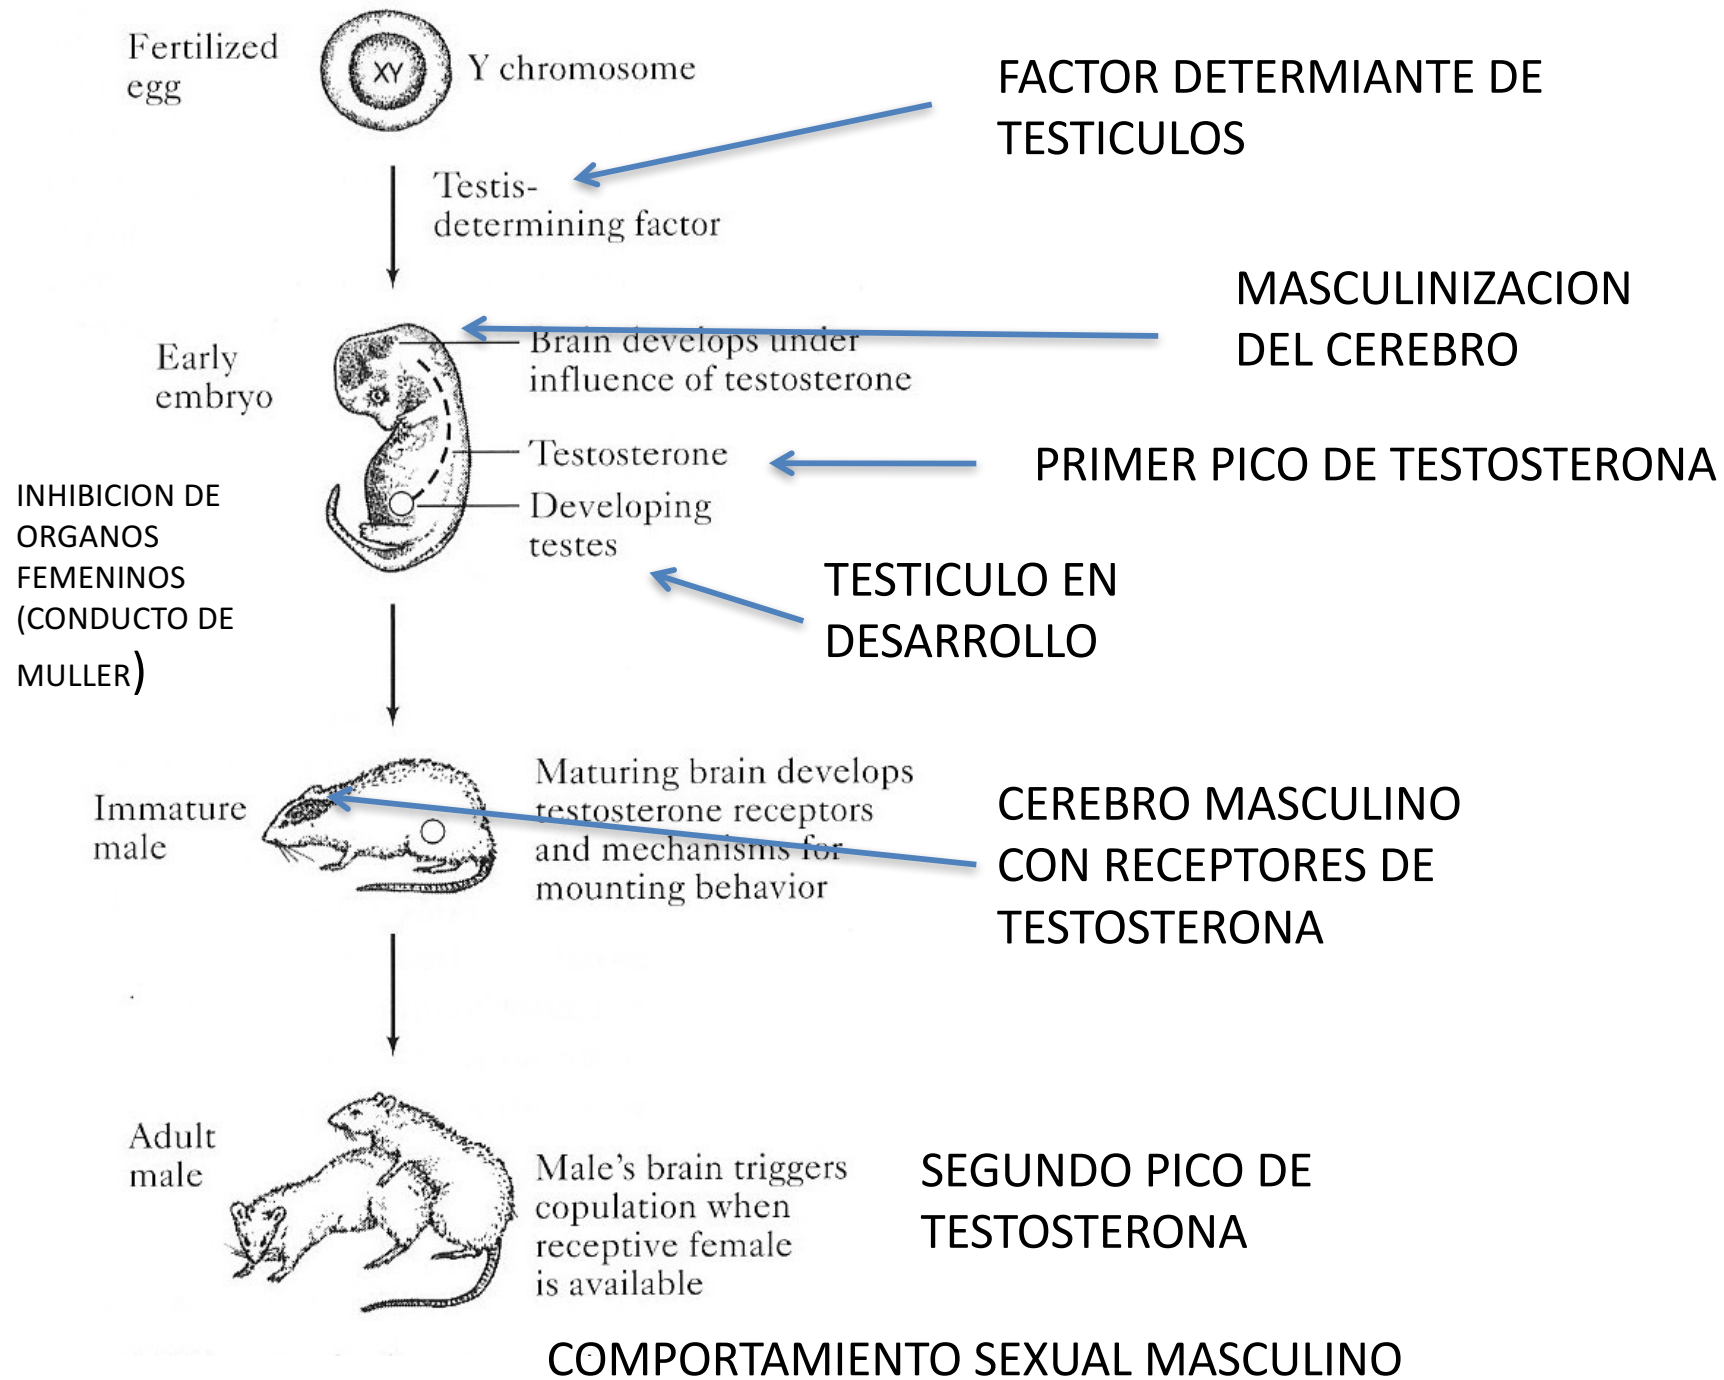 Fertilized
egg
XY
Y chromosome
FACTOR DETERMIANTE DE
TESTICULOS
Testis-
determining factor
MASCULINIZACION
DEL CEREBRO
Early
embryo
Brain develops under
influence of testosterone
Testosterone
PRIMER PICO DE TESTOSTERONA
Developing
testes
INHIBICION DE
ORGANOS
FEMENINOS
(CONDUCTO DE
MULLER)
TESTICULO EN
DESARROLLO
Immature
male
Maturing brain develops
testosterone receptors
and mechanisms for
mounting behavior
CEREBRO MASCULINO
CON RECEPTORES DE
TESTOSTERONA
Adult
male
Male's brain triggers
copulation when
receptive female
is available
SEGUNDO PICO DE
TESTOSTERONA
COMPORTAMIENTO SEXUAL MASCULINO